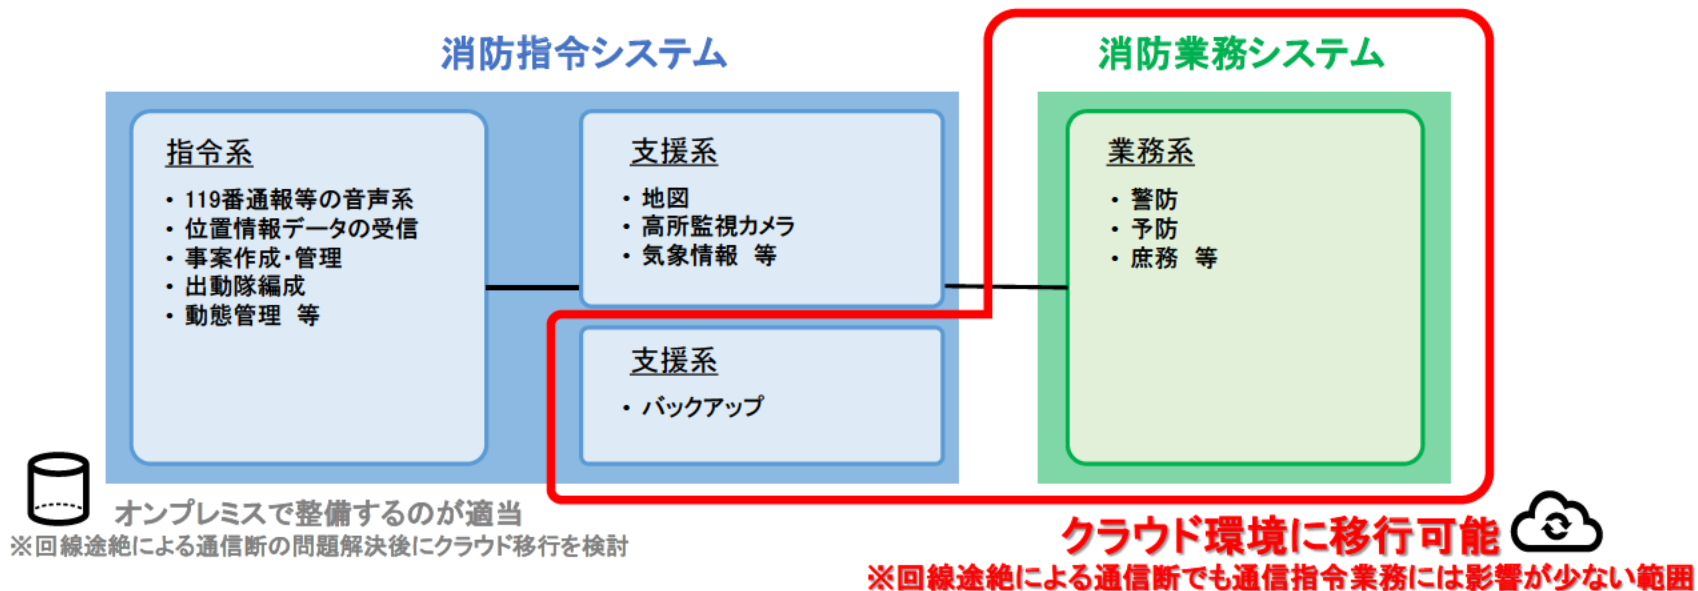 消防指令システム
消防業務システム
指令系
・119番通報等の音声系
・位置情報データの受信
・事案作成・管理
・出動隊編成
・動態管理　等
支援系
・地図
・高所監視カメラ
・気象情報　等
支援系
・バックアップ
業務系
・警防
・予防
・庶務　等
オンプレミスで整備するのが適当
※回線途絶による通信断の問題解決後にクラウド移行を検討
クラウド環境に移行可能
※回線途絶による通信断でも通信指令業務には影響が少ない範囲